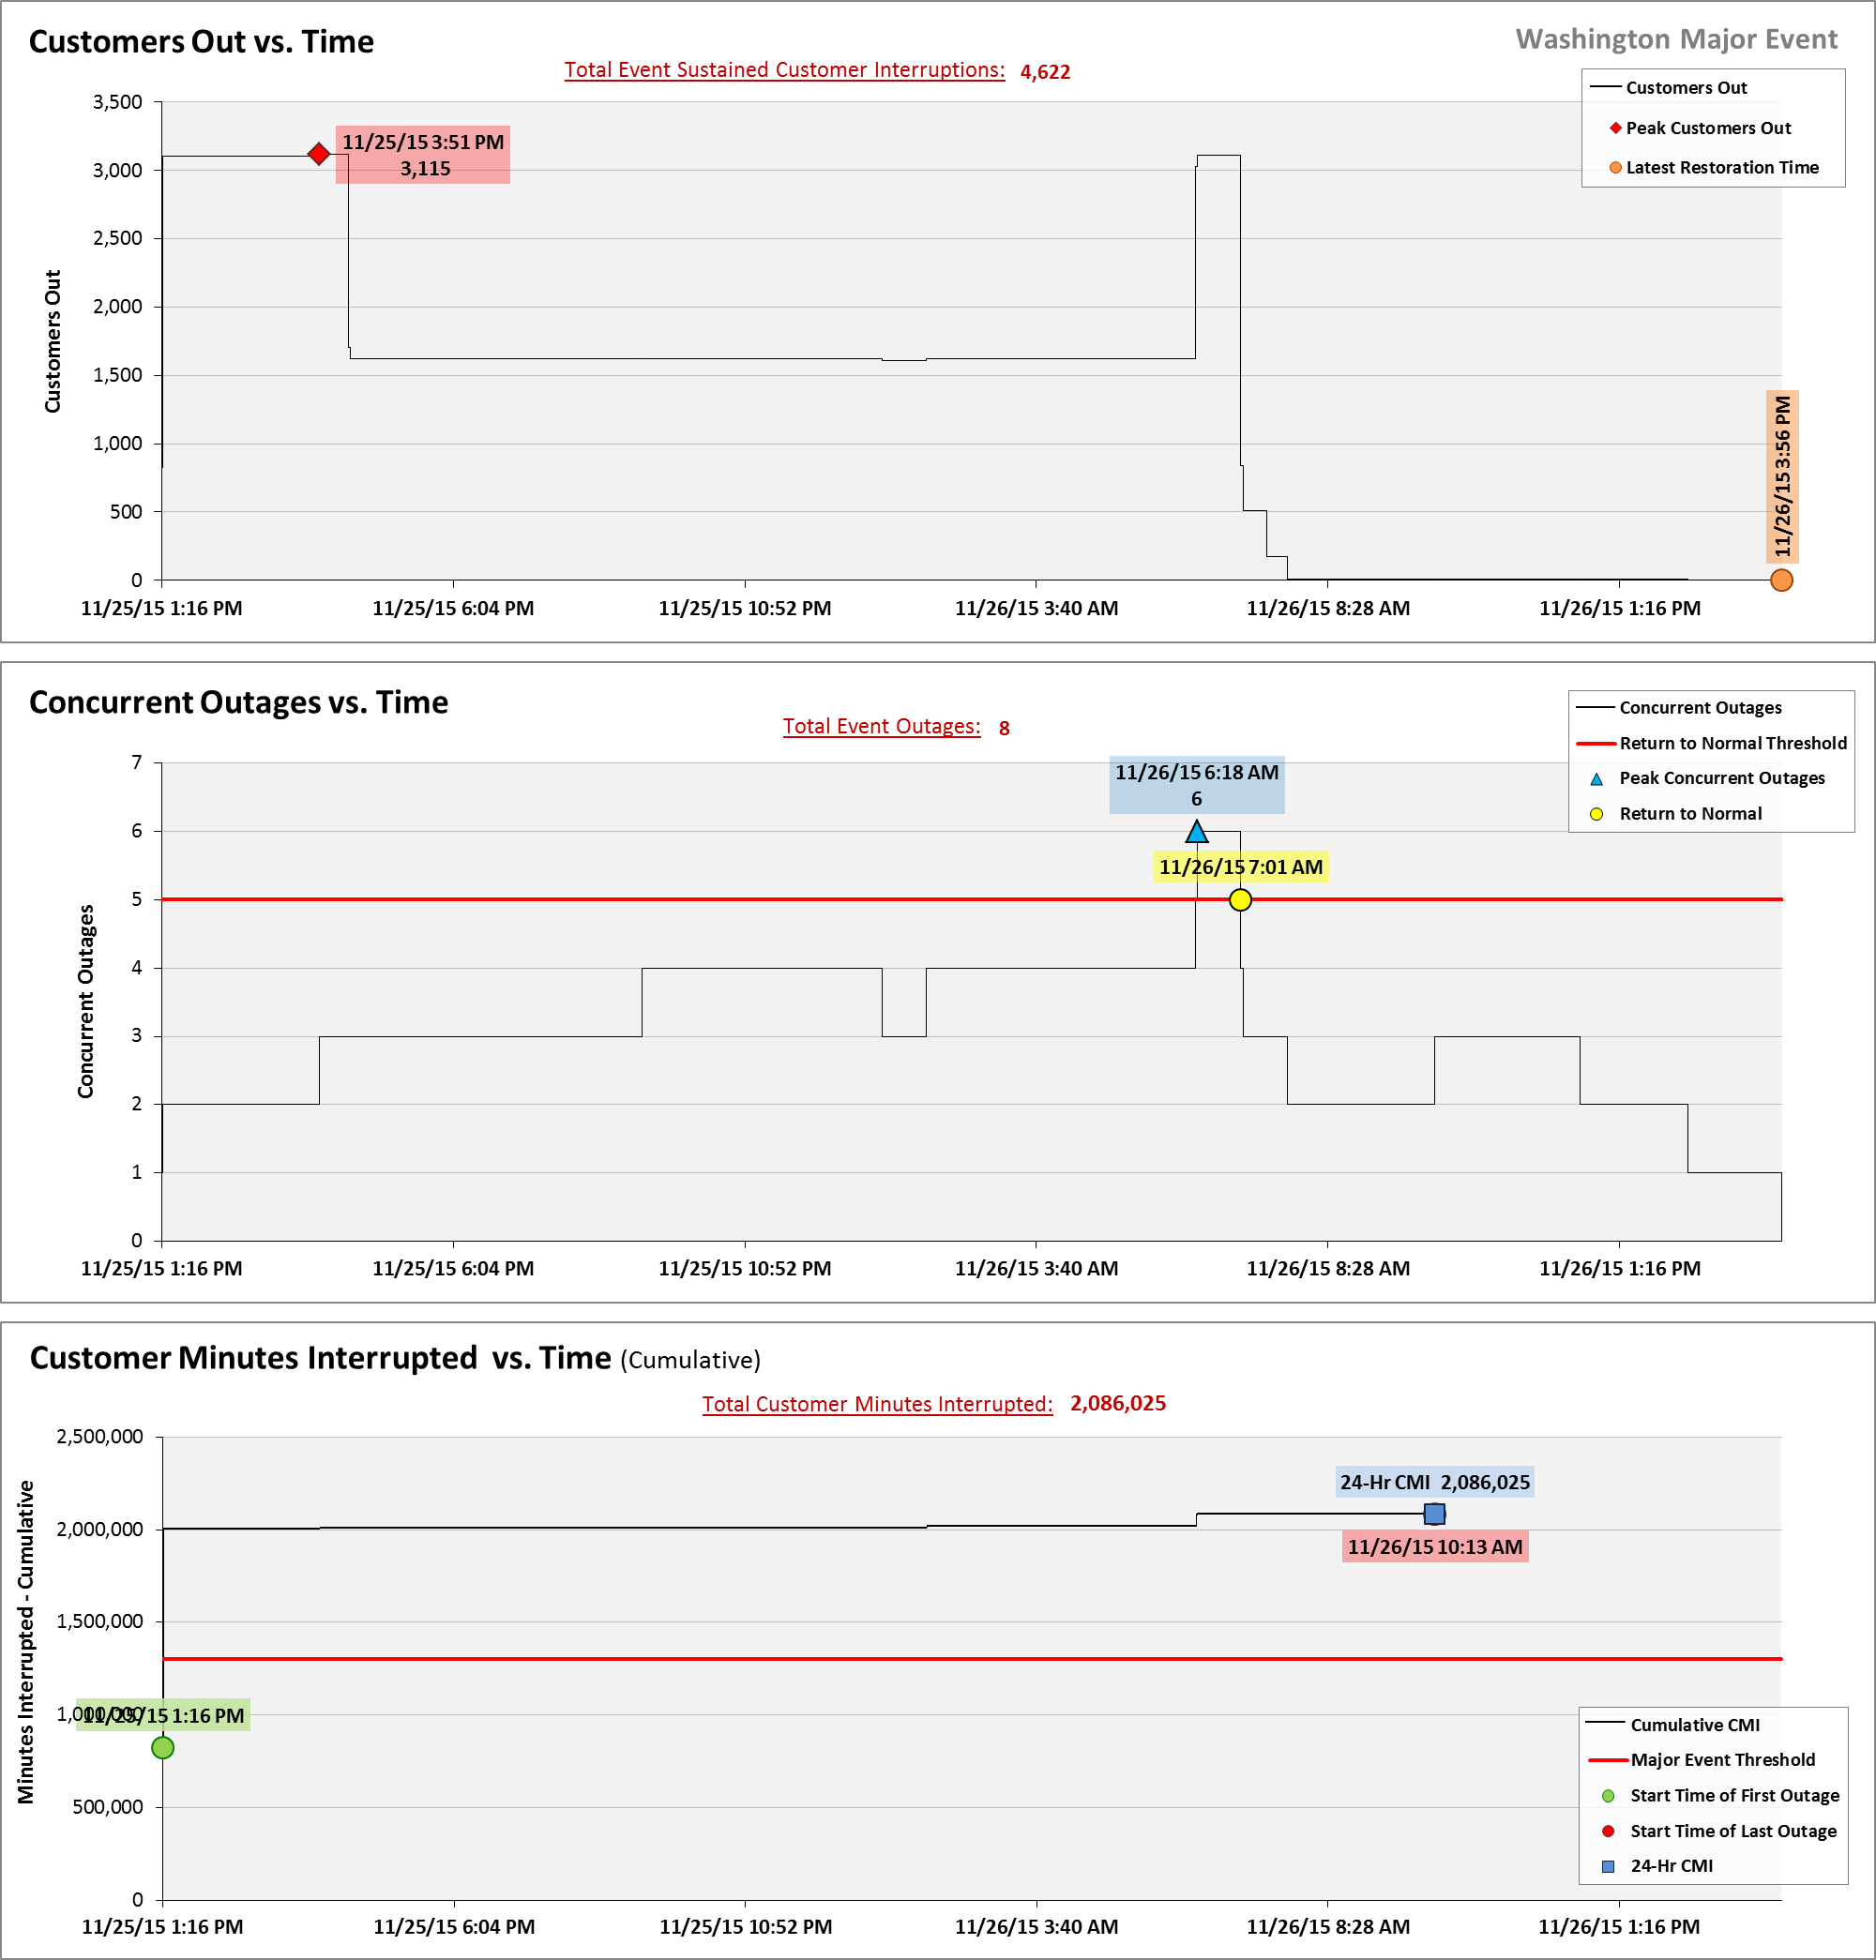 Customers Out vs. Time
Washington Major Event
Total Event Sustained Customer Interruptions: 4,622
Customers Out
Peak Customers Out
Latest Restoration Time
3,500
3,000
2,500
2,000
1,500
1,000
500
0
Customers Out
11/25/15 3:51 PM
3,115
11/26/15 3:56 PM
11/25/15 1:16 PM
11/25/15 6:04 PM
11/25/15 10:52 PM
11/26/15 3:40 AM
11/26/15 8:28 AM
11/26/15 1:16 PM
Concurrent Outages vs. Time
Total Event Outages: 8
Concurrent Outages
Return to Normal Threshold
Peak Concurrent Outages
Return to Normal
7
6
5
4
3
2
1
0
Concurrent Outages
11/26/15 6:18 AM
6
11/26/15 7:01 AM
11/25/15 1:16 PM
11/25/15 6:04 PM
11/25/15 10:52 PM
11/26/15 3:40 AM
11/26/15 8:28 AM
11/26/15 1:16 PM
Customer Minutes Interrupted vs. Time (Cumulative)
Total Customer Minutes Interrupted: 2,086,025
2,500,000
2,000,000
1,500,000
1,000,000
500,000
0
Minutes Interrupted - Cumulative
24-Hr CMI 2,086,025
11/26/15 10:13 AM
11/25/15 1:16 PM
Cumulative CMI
Major Event Threshold
Start Time of First Outage
Start Time of Last Outage
24-Hr CMI
11/25/15 1:16 PM
11/25/15 6:04 PM
11/25/15 10:52 PM
11/26/15 3:40 AM
11/26/15 8:28 AM
11/26/15 1:16 PM